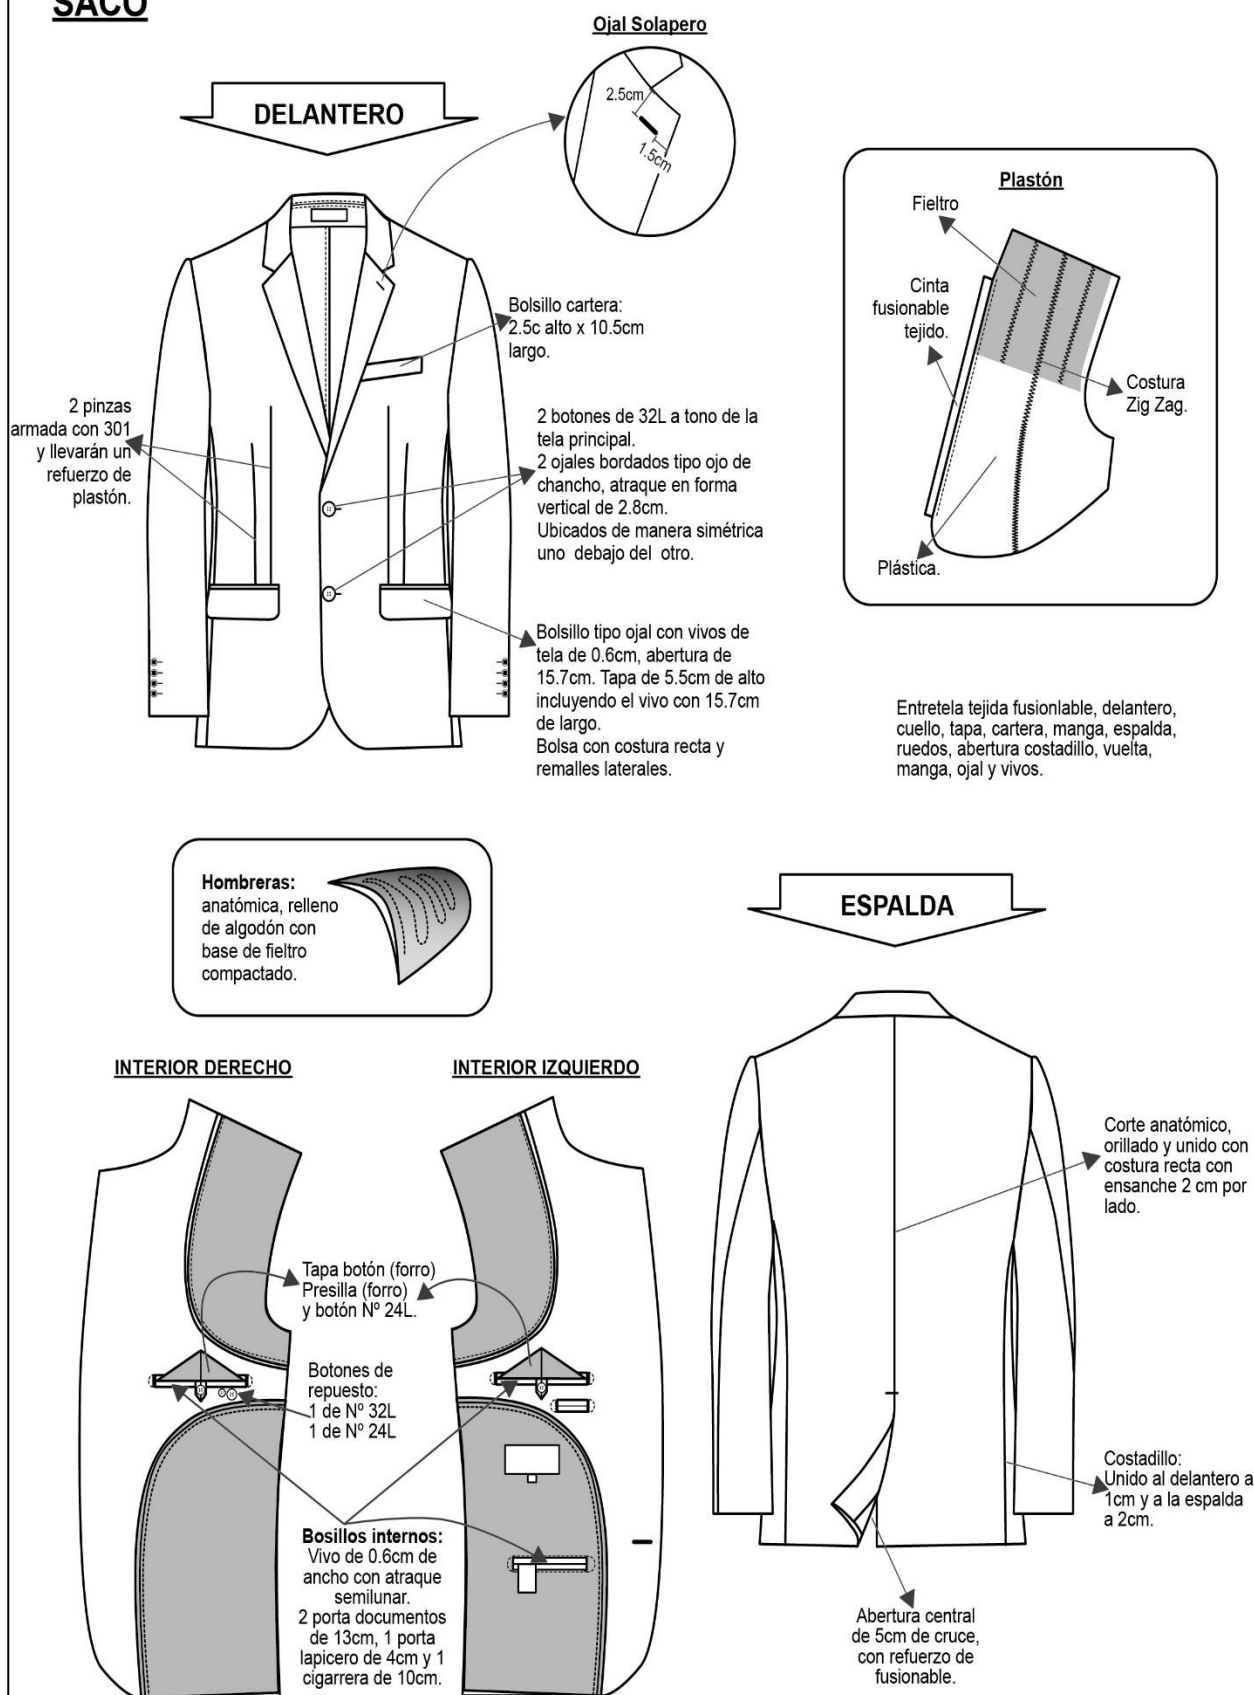 SACO
Ojal Solapero
DELANTERO
2.5cm
1.5cm
Plastón
Fieltro
Cinta
fusionable
tejido.
Costura
Zig Zag.
Plástica.
Bolsillo cartera:
2.5c alto x 10.5cm
largo.
2 pinzas
armada con 301
y llevarán un
refuerzo de
plastón.
2 botones de 32L a tono de la
tela principal.
2 ojales bordados tipo ojo de
chancho, atraque en forma
vertical de 2.8cm.
Ubicados de manera simétrica
uno debajo del otro.
Bolsillo tipo ojal con vivos de
tela de 0.6cm, abertura de
15.7cm. Tapa de 5.5cm de alto
incluyendo el vivo con 15.7cm
de largo.
Bolsa con costura recta y
remalles laterales.
Entretela tejida fusionlable, delantero,
cuello, tapa, cartera, manga, espalda,
ruedos, abertura costadillo, vuelta,
manga, ojal y vivos.
Hombreras:
anatómica, relleno
de algodón con
base de fieltro
compactado.
ESPALDA
INTERIOR DERECHO
INTERIOR IZQUIERDO
Tapa botón (forro)
Presilla (forro)
y botón Nº 24L.
Botones de
repuesto:
1 de Nº 32L
1 de Nº 24L
Bosillos internos:
Vivo de 0.6cm de
ancho con atraque
semilunar.
2 porta documentos
de 13cm, 1 porta
lapicero de 4cm y 1
cigarrera de 10cm.
Corte anatómico,
orillado y unido con
costura recta con
ensanche 2 cm por
lado.
Costadillo:
Unido al delantero a
1cm y a la espalda
a 2cm.
Abertura central
de 5cm de cruce,
con refuerzo de
fusionable.